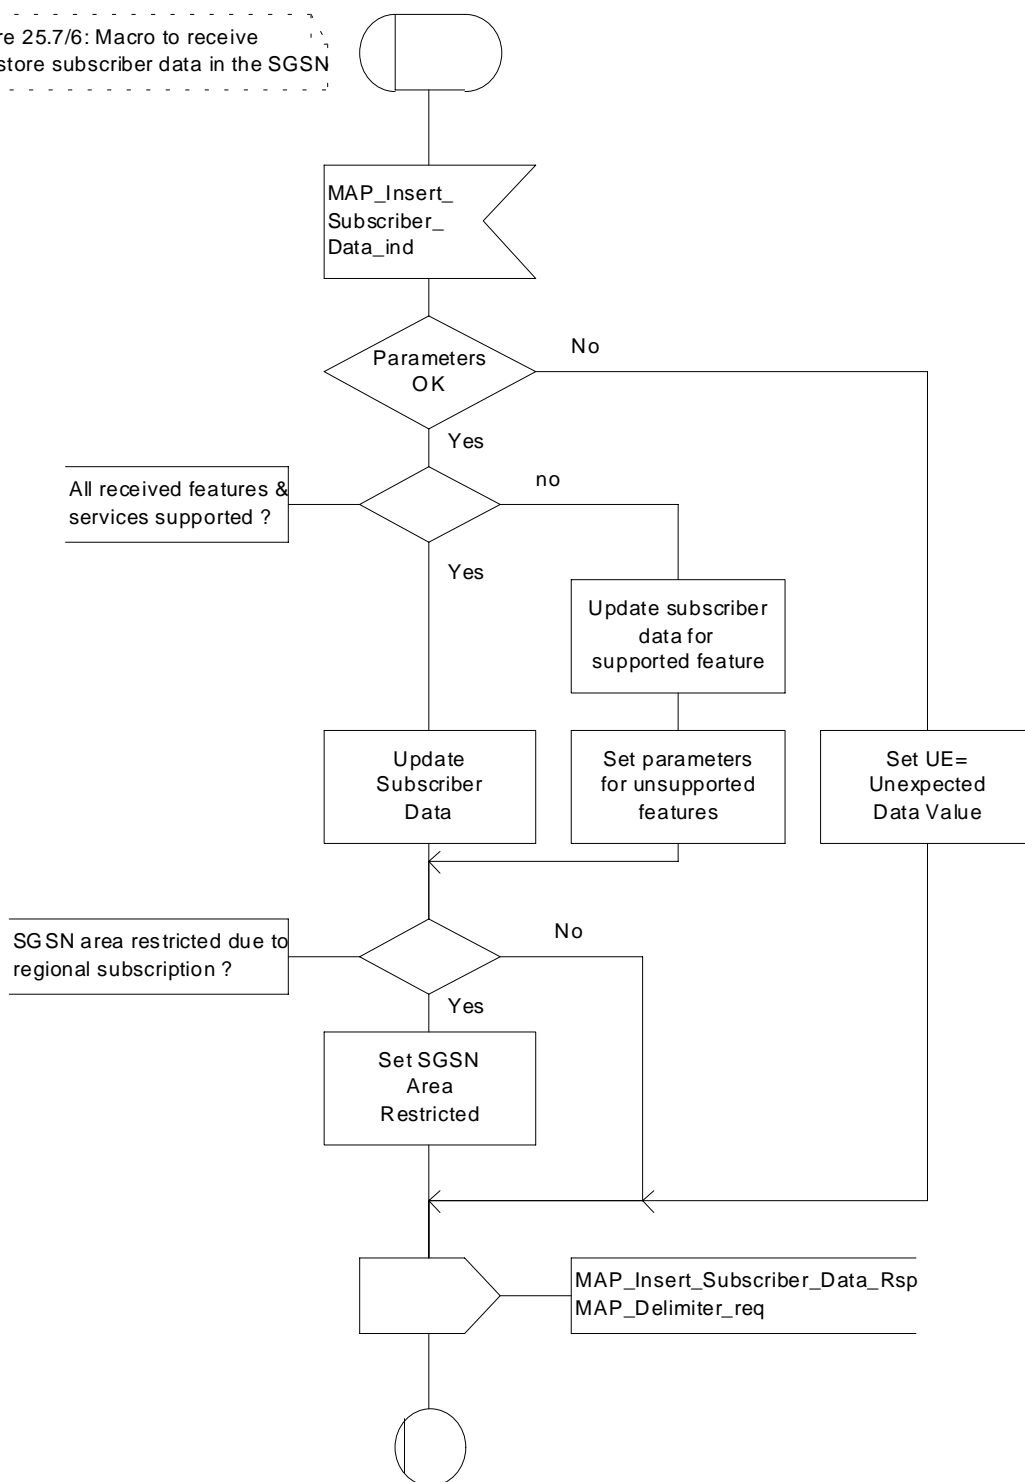 re 25.7/6: Macro to receive
store subscriber data in the SGSN
MAP_Insert_
Subscriber_
Data_ind
Parameters
OK
No
Yes
All received features &
services supported ?
no
Yes
Update subscriber
data for
supported feature
Update
Subscriber
Data
Set parameters
for unsupported
features
Set UE=
Unexpected
Data Value
SGSN area restricted due to
regional subscription ?
No
Yes
Set SGSN
Area
Restricted
MAP_Insert_Subscriber_Data_Rsp
MAP_Delimiter_req